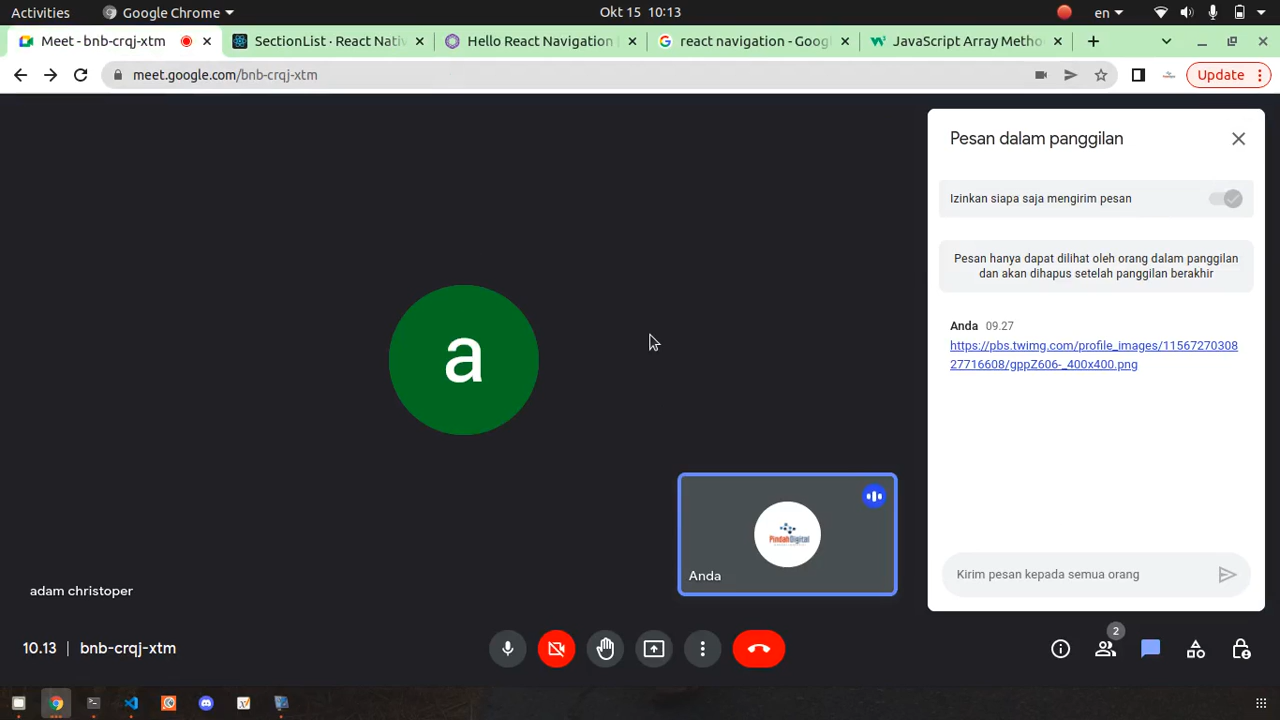 Activities
Google Chrome
Okt 15 10:13
en
Meet - bnb-crqj-xtm
SectionList · React Nativ
Hello React Navigation
react navigation - Googl
JavaScript Array Metho
meet.google.com/bnb-crqj-xtm
Update
Pesan dalam panggilan
Izinkan siapa saja mengirim pesan
Pesan hanya dapat dilihat oleh orang dalam panggilan
dan akan dihapus setelah panggilan berakhir
Anda 09.27
https://pbs.twimg.com/profile_images/11567270308
27716608/gppZ606-_400x400.png
a
PindahDigital
Anda
Kirim pesan kepada semua orang
adam christoper
10.13 | bnb-crqj-xtm
2